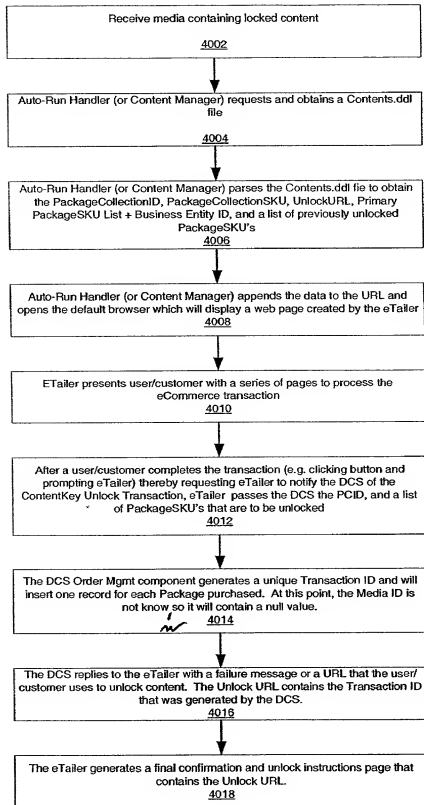 Receive media containing locked content
4002
Auto-Run Handler (or Content Manager) requests and obtains a Contents.ddl
file
4004
Auto-Run Handler (or Content Manager) parses the Contents.ddl fie to obtain
the PackageCollectionID, PackageCollectionSKU, UnlockURL, Primary
PackageSKU List + Business Entity ID, and a list of previously unlocked
PackageSKU's
4006
Auto-Run Handler (or Content Manager) appends the data to the URL and
opens the default browser which will display a web page created by the eTailer
4008
ETailer presents user/customer with a series of pages to process the
eCommerce transaction
4010
After a user/customer completes the transaction (e.g. clicking button and
prompting eTailer) thereby requesting eTailer to notify the DCS of the
ContentKey Unlock Transaction, eTailer passes the DCS the PCID, and a list
of PackageSKU's that are to be unlocked
4012
The DCS Order Mgmt component generates a unique Transaction ID and will
insert one record for each Package purchased. At this point, the Media ID is
not know so it will contain a null value.
4014
The DCS replies to the eTailer with a failure message or a URL that the user/
customer uses to unlock content. The Unlock URL contains the Transaction ID
that was generated by the DCS.
4016
The eTailer generates a final confirmation and unlock instructions page that
contains the Unlock URL.
4018